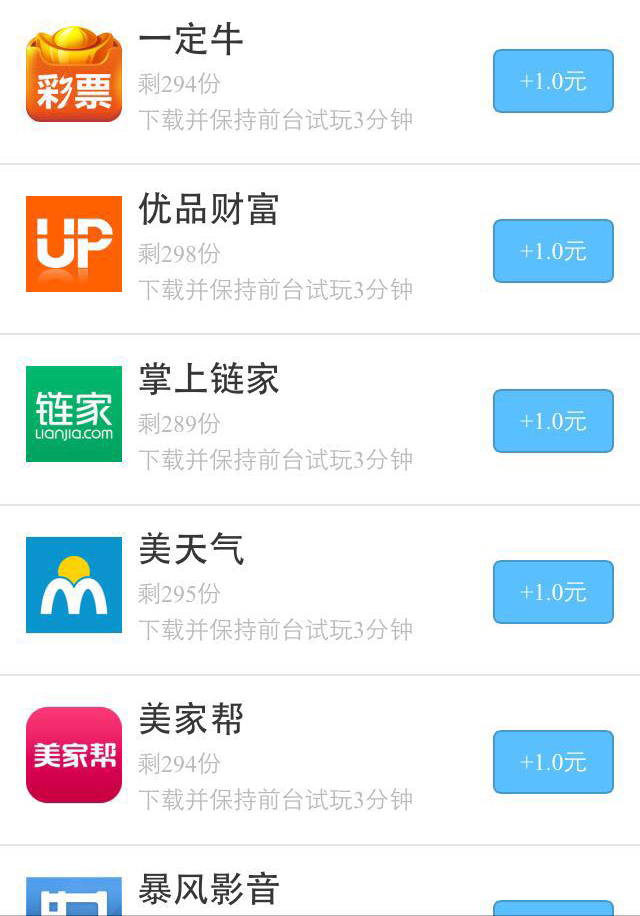 彩票
一定牛
剩294份
下载并保持前台试玩3分钟
+1.0元
UP
优品财富
剩298份
下载并保持前台试玩3分钟
+1.0元
链家
Lianjia.com
掌上链家
剩289份
下载并保持前台试玩3分钟
+1.0元
美天气
剩295份
下载并保持前台试玩3分钟
+1.0元
美家帮
美家帮
剩294份
下载并保持前台试玩3分钟
+1.0元
暴风影音